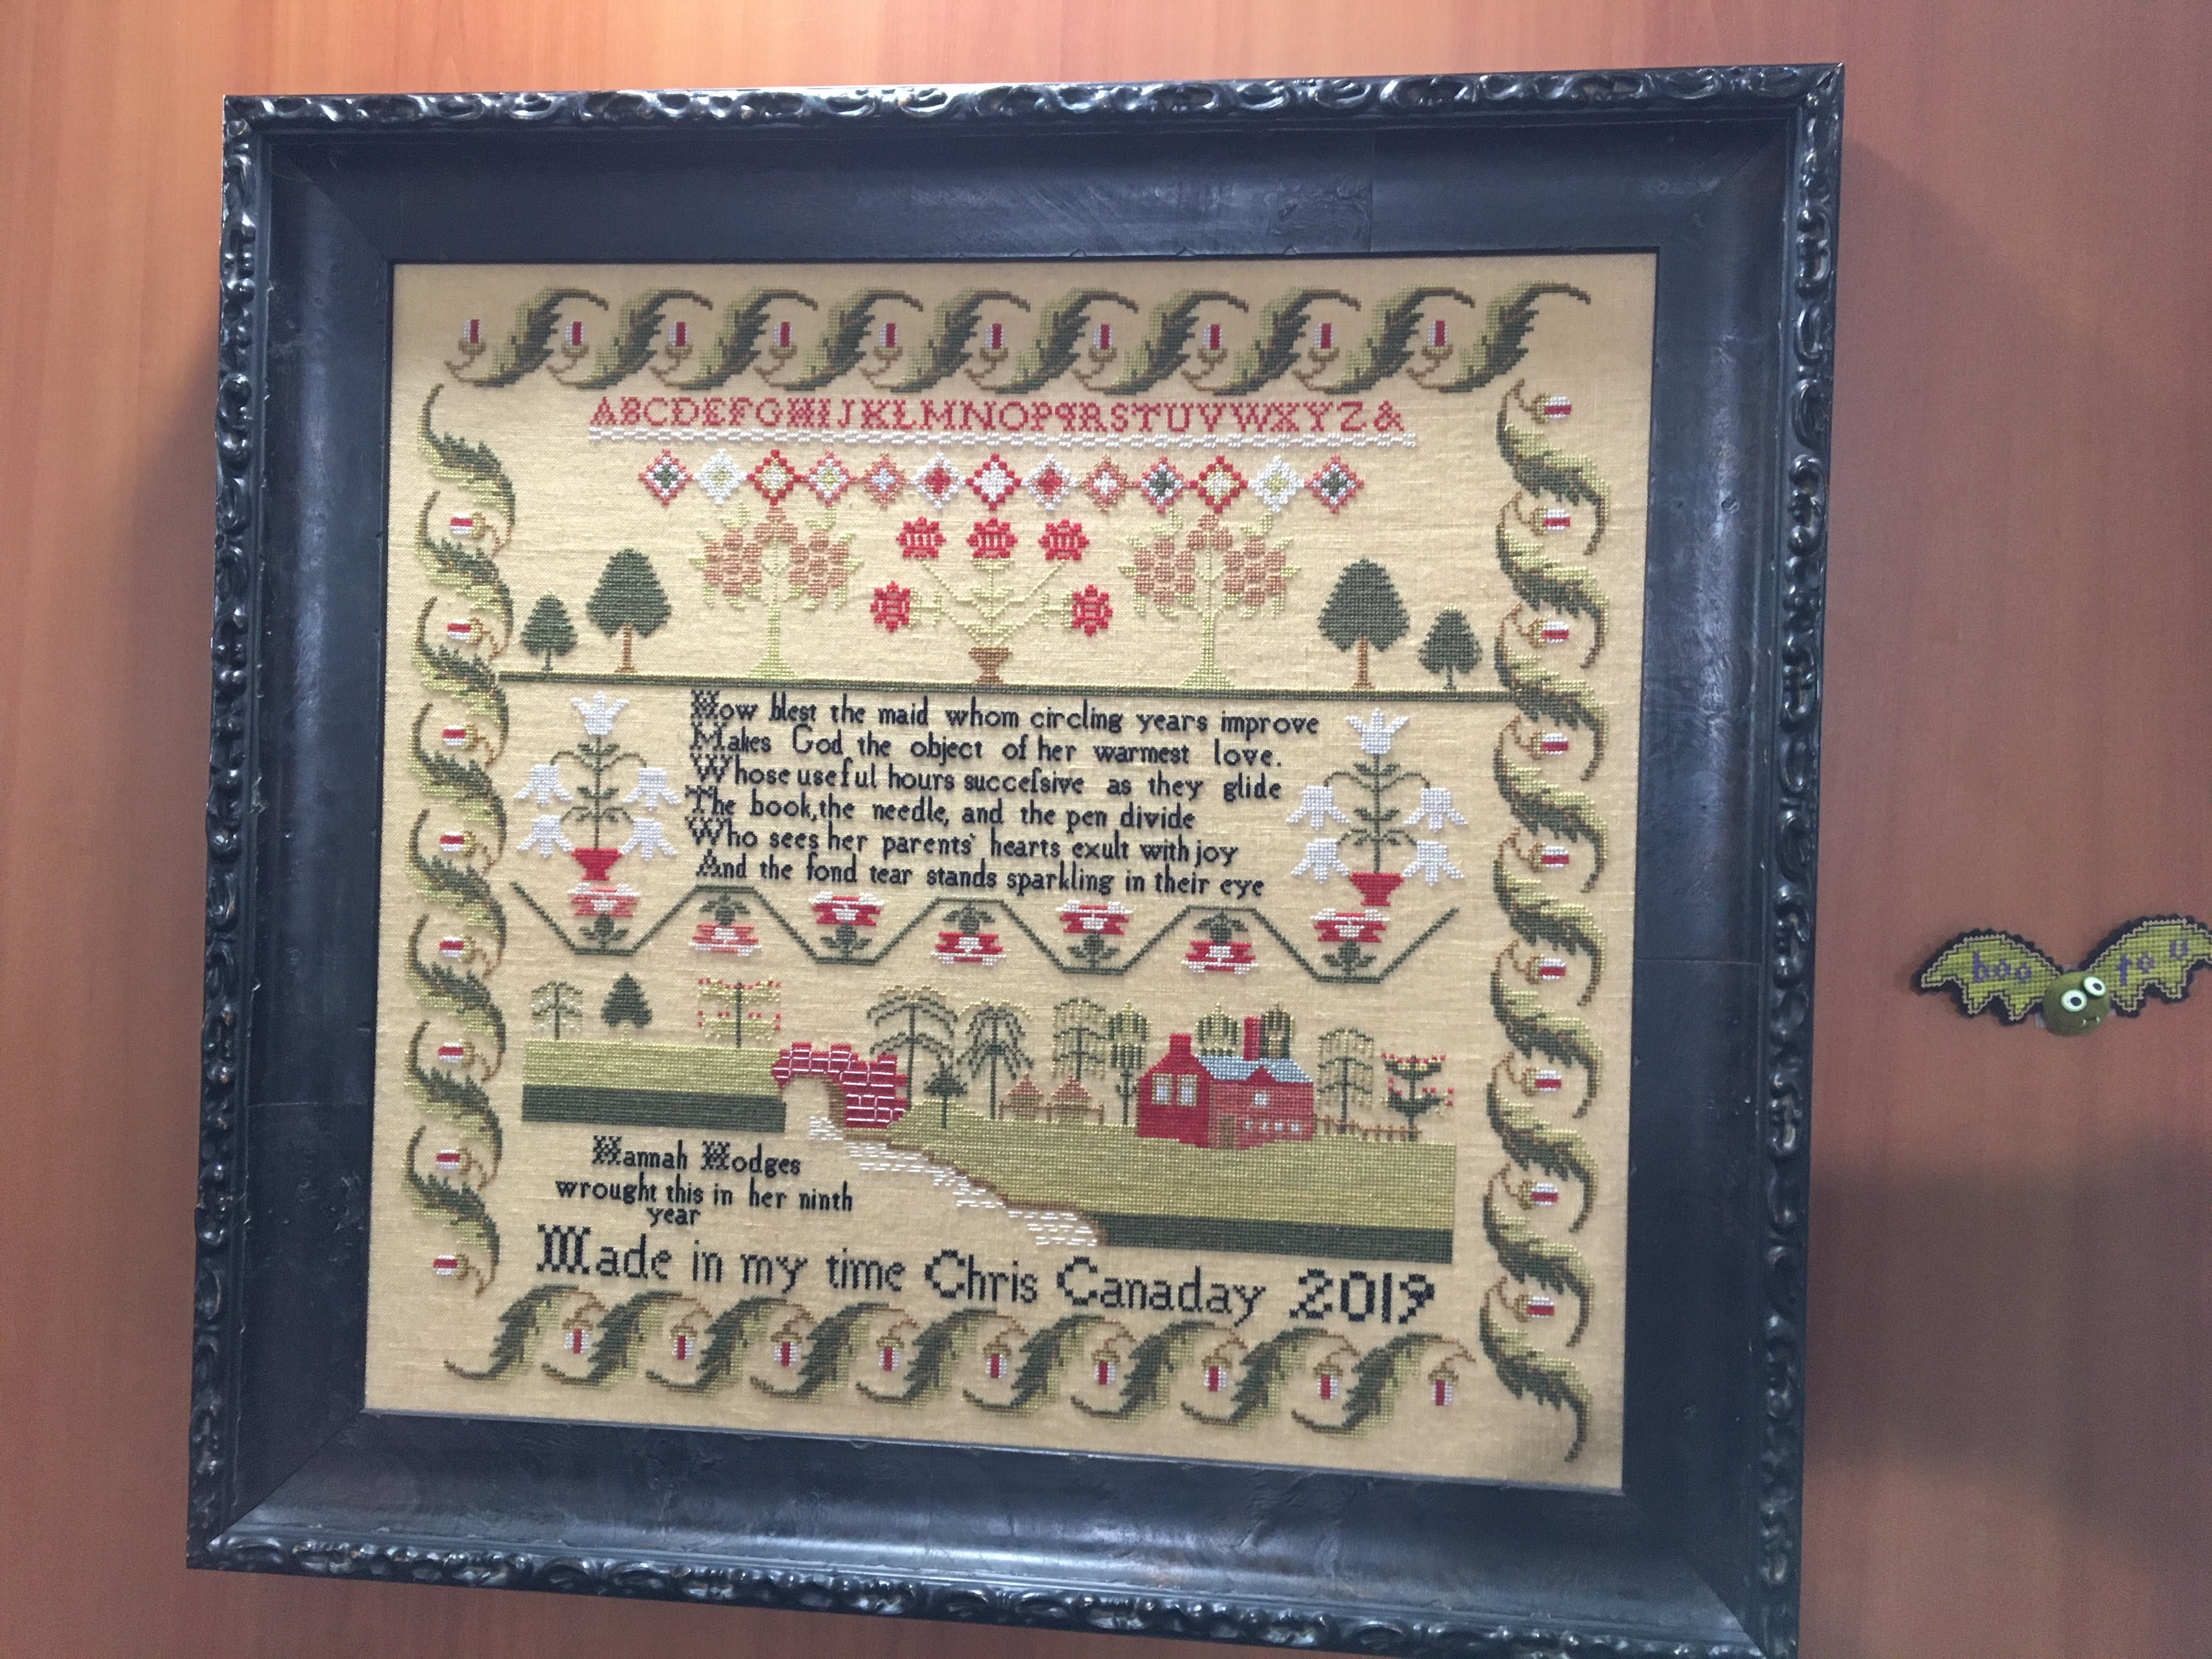 ABCDEFGHIJKLMNOPQRSTUVWXYZ&
How blest the maid whom circling years improve
Makes God the object of her warmest love.
Whose useful hours succeſsive as they glide
The book, the needle, and the pen divide
Who sees her parents' hearts exult with joy
And the fond tear stands sparkling in their eye
Hannah Hodges
wrought this in her ninth
year
Made in my time Chris Canaday 2019
boo to u